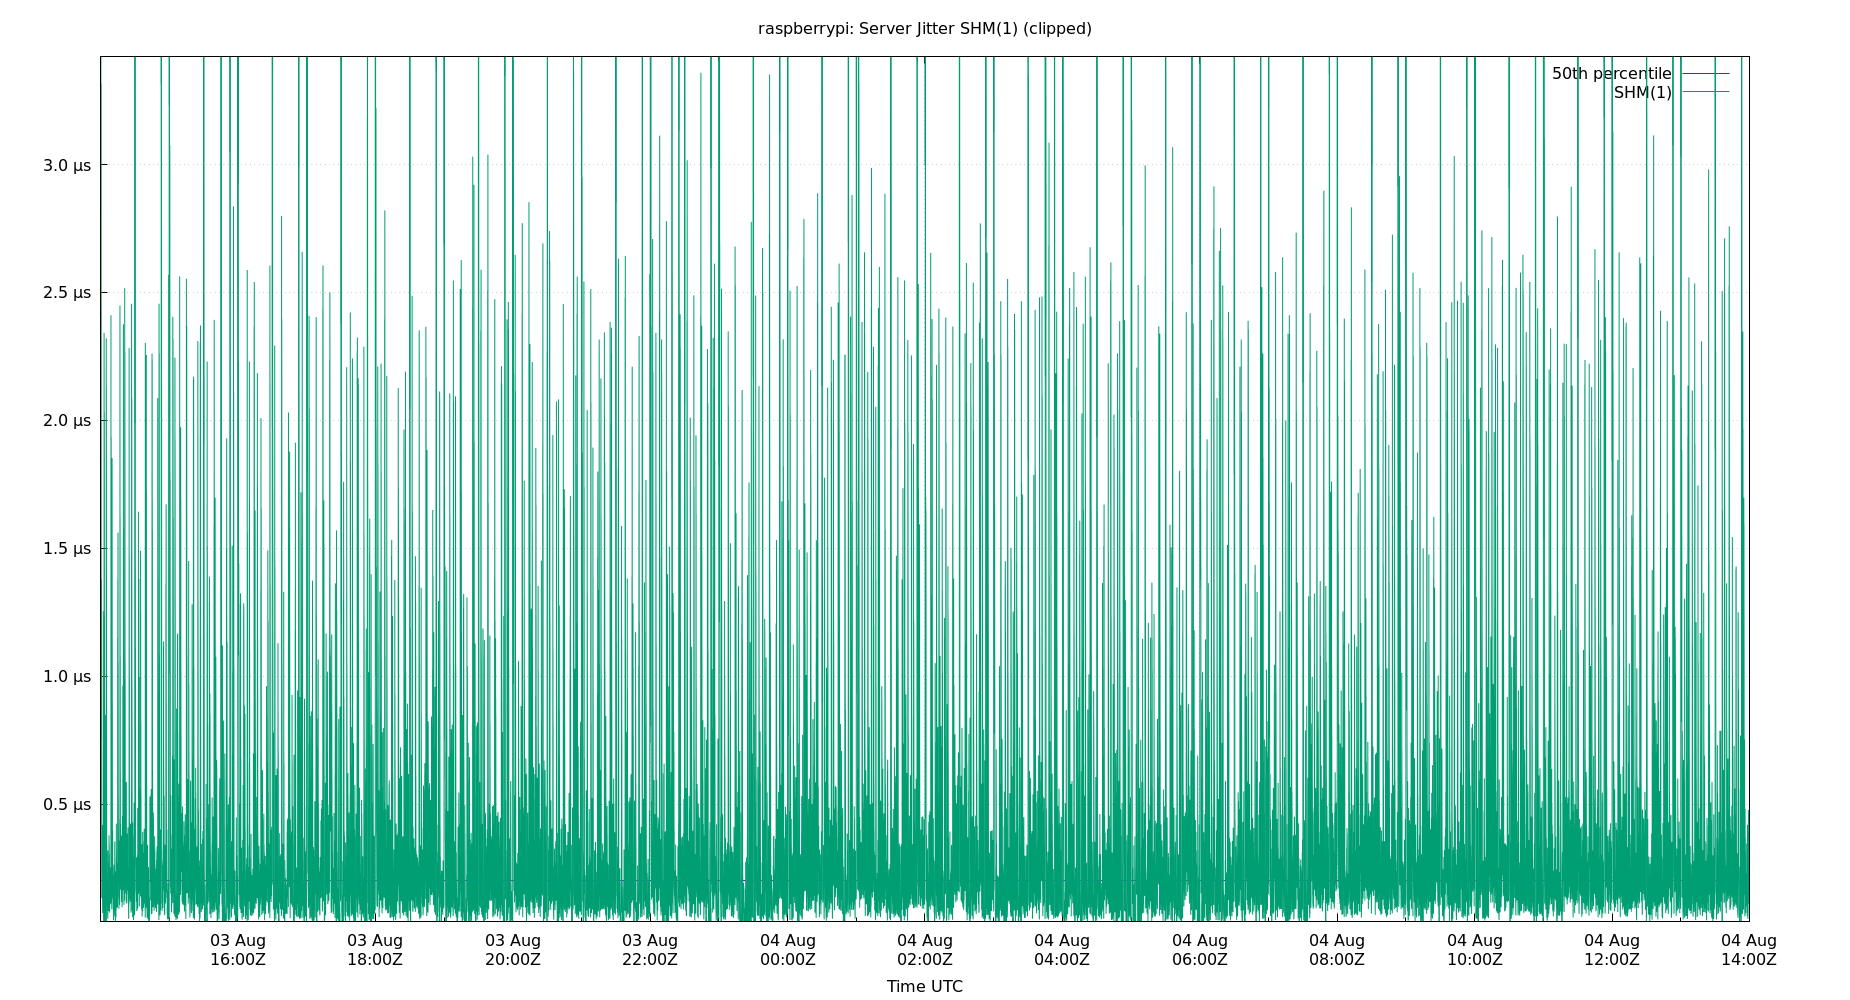 raspberrypi: Server Jitter SHM(1) (clipped)
50th percentile
SHM(1)
3.0 µs
2.5 µs
2.0 µs
1.5 µs
1.0 µs
0.5 µs
03 Aug 03 Aug 03 Aug 03 Aug 04 Aug 04 Aug 04 Aug 04 Aug 04 Aug 04 Aug 04 Aug 04 Aug
16:00Z 18:00Z 20:00Z 22:00Z 00:00Z 02:00Z 04:00Z 06:00Z 08:00Z 10:00Z 12:00Z 14:00Z
Time UTC